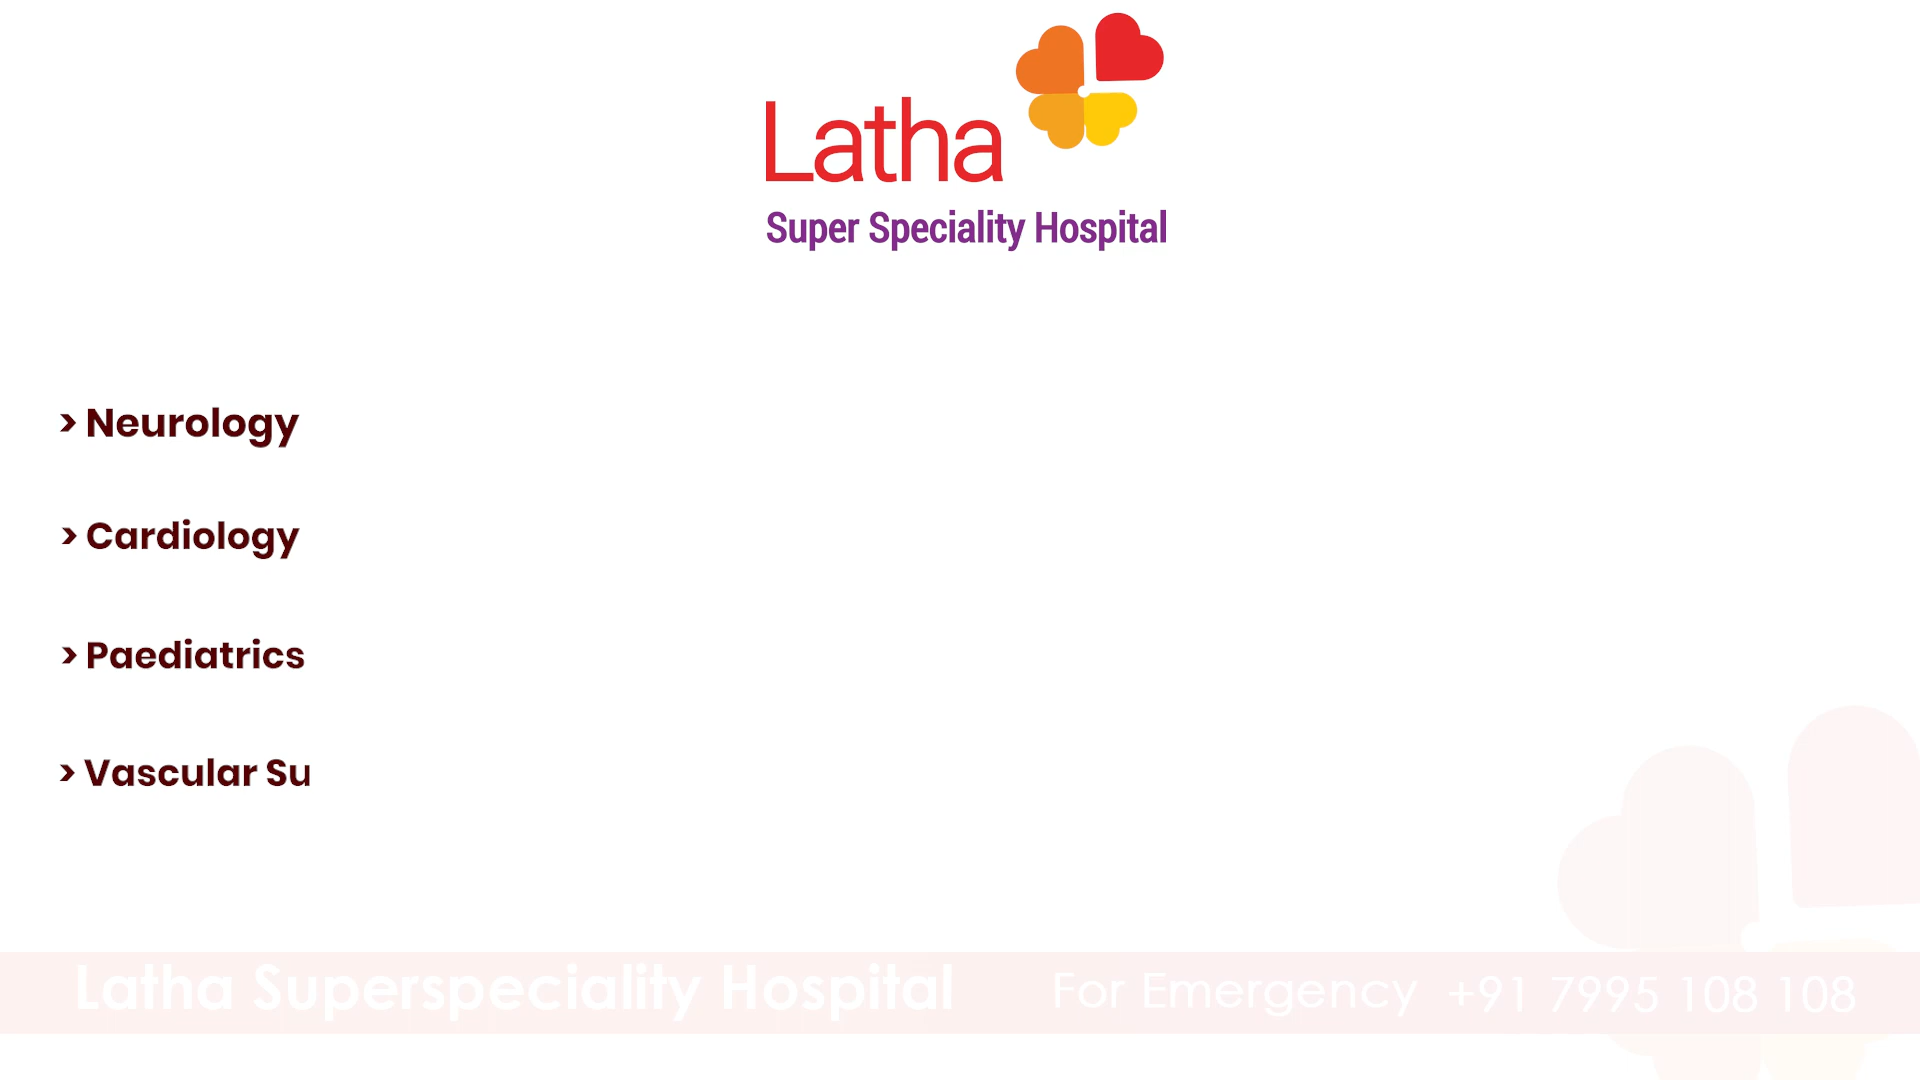 Latha
Super Speciality Hospital
> Neurology
> Cardiology
> Paediatrics
> Vascular Su
Latha Superspeciality Hospital For Emergency +91 7995 108 108